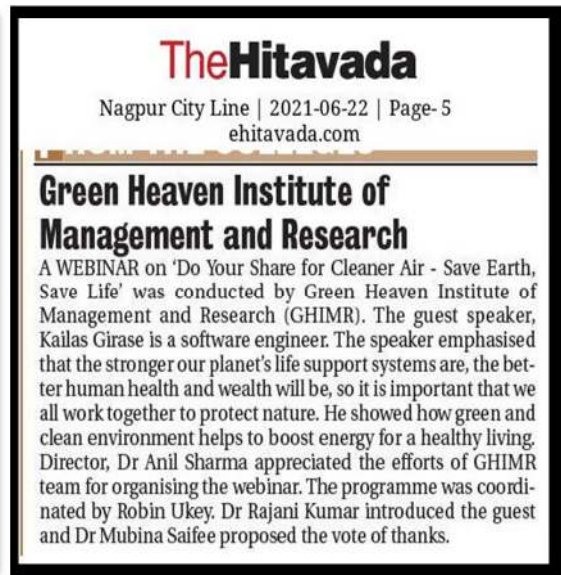 TheHitavada
Nagpur City Line | 2021-06-22 | Page- 5
ehitavada.com
Green Heaven Institute of
Management and Research
A WEBINAR on ‘Do Your Share for Cleaner Air - Save Earth,
Save Life’ was conducted by Green Heaven Institute of
Management and Research (GHIMR). The guest speaker,
Kailas Girase is a software engineer. The speaker emphasised
that the stronger our planet’s life support systems are, the bet-
ter human health and wealth will be, so it is important that we
all work together to protect nature. He showed how green and
clean environment helps to boost energy for a healthy living.
Director, Dr Anil Sharma appreciated the efforts of GHIMR
team for organising the webinar. The programme was coordi-
nated by Robin Ukey. Dr Rajani Kumar introduced the guest
and Dr Mubina Saifee proposed the vote of thanks.